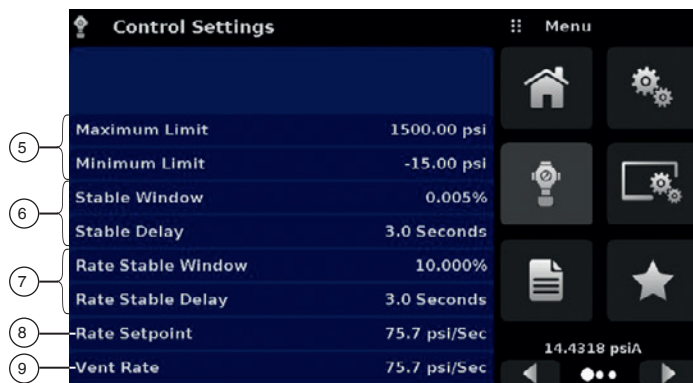 Control Settings
Menu
5
Maximum Limit 1500.00 psi
Minimum Limit -15.00 psi
6
Stable Window 0.005%
Stable Delay 3.0 Seconds
7
Rate Stable Window 10.000%
Rate Stable Delay 3.0 Seconds
8
Rate Setpoint 75.7 psi/Sec
9
Vent Rate 75.7 psi/Sec
14.4318 psiA